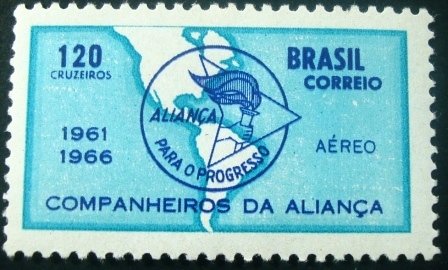 120
CRUZEIROS
BRASIL
CORREIO
ALIANÇA
PARA O PROGRESSO
1961
1966
AÉREO
COMPANHEIROS DA ALIANÇA